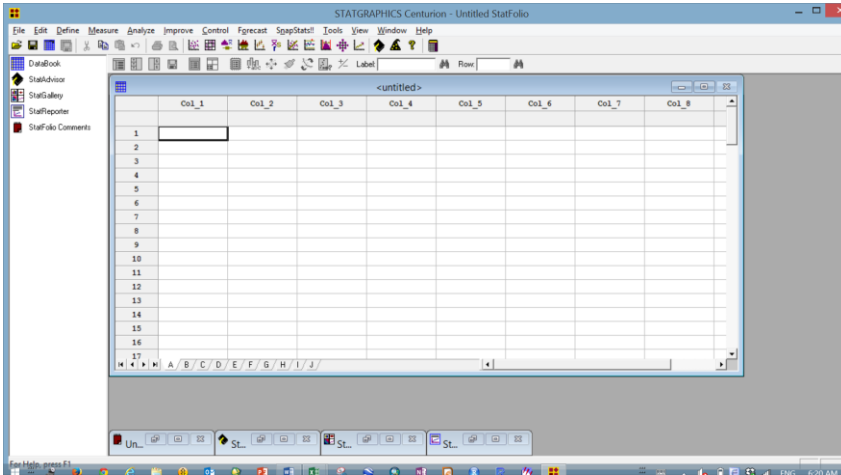 STATGRAPHICS Centurion - Untitled StatFolio
File Edit Define Measure Analyze Improve Control Forecast SnapStats!! Tools View Window Help
Label: Row:
DataBook
StatAdvisor
StatGallery
StatReporter
StatFolio Comments
<untitled>
Col_1 Col_2 Col_3 Col_4 Col_5 Col_6 Col_7 Col_8
1
2
3
4
5
6
7
8
9
10
11
12
13
14
15
16
17
A B C D E F G H I J
Un... St... St... St...
For Help, press F1
ENG 6:20 AM